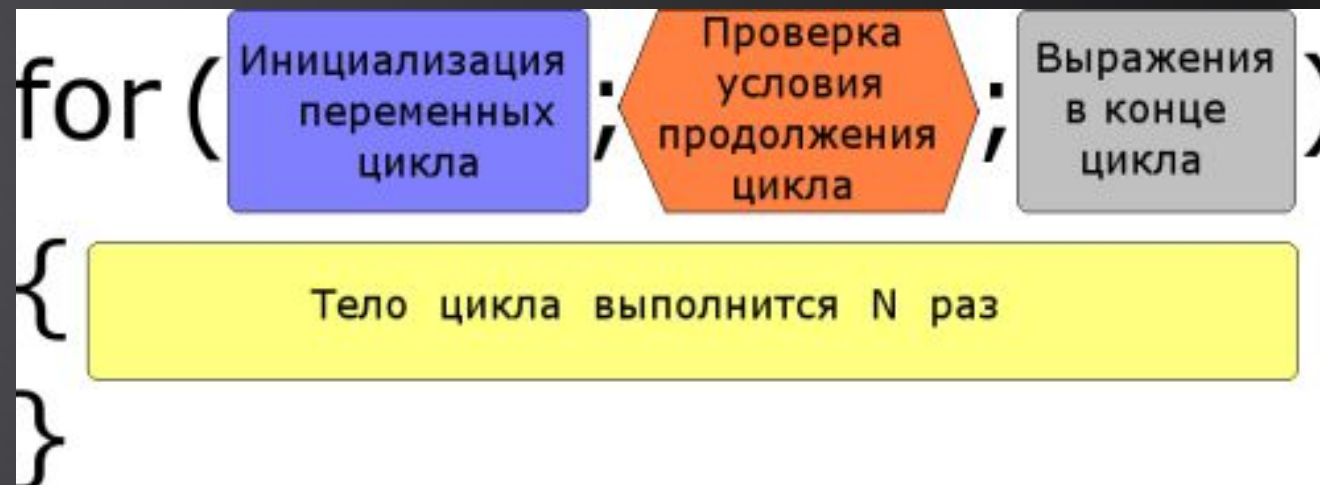 for(
Инициализация
переменных
цикла
;
Проверка
условия
продолжения
цикла
;
Выражения
в конце
цикла
)
{
Тело цикла выполнится N раз
}